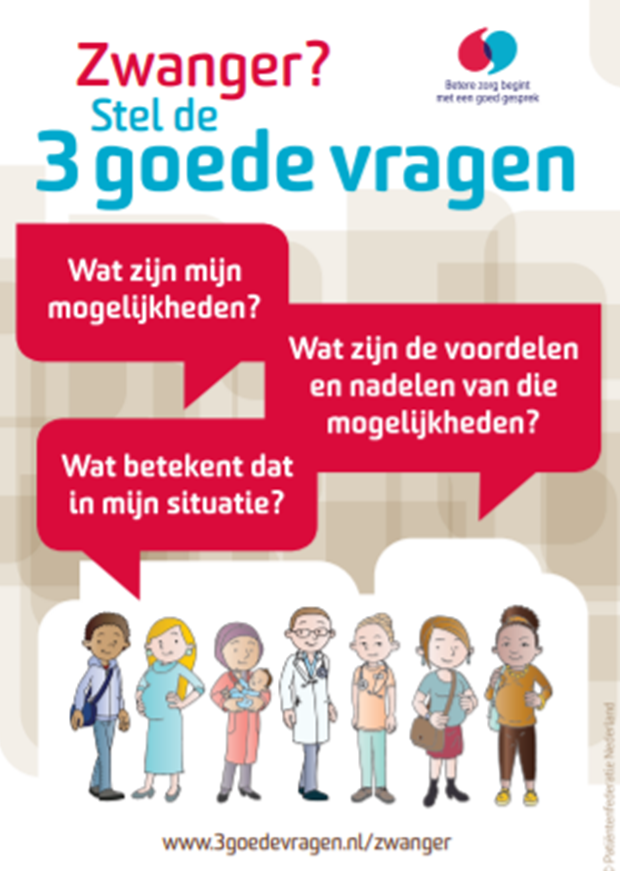 Zwanger?
Stel de
3 goede vragen
Betere zorg begint
met een goed gesprek
Wat zijn mijn
mogelijkheden?
Wat zijn de voordelen
en nadelen van die
mogelijkheden?
Wat betekent dat
in mijn situatie?
www.3goedevragen.nl/zwanger
© Patiëntenfederatie Nederland